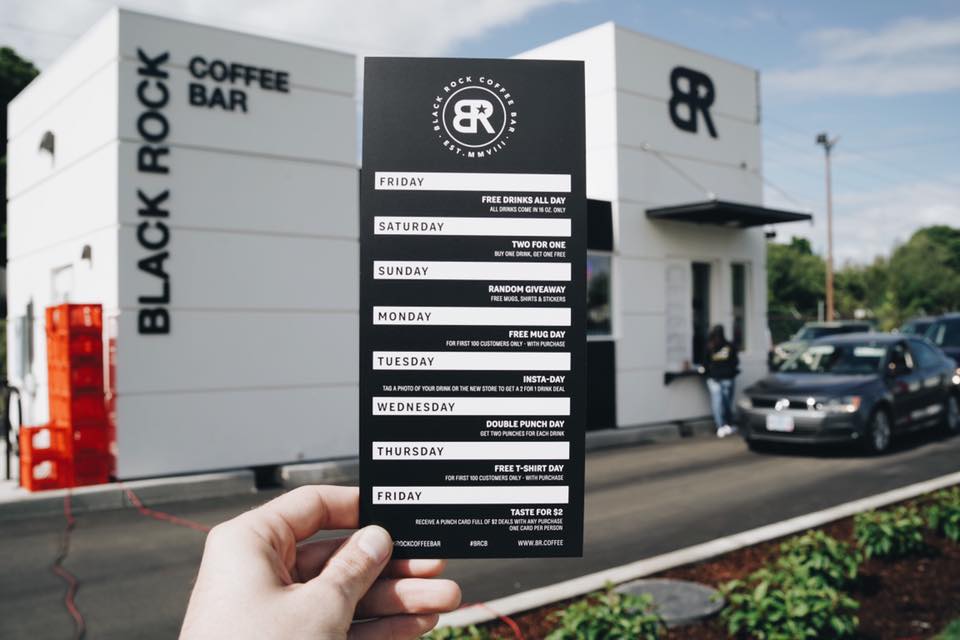 BLACK ROCK
COFFEE
BAR
BR
BLACK ROCK COFFEE BAR
BR
· EST. MMVIII ·
FRIDAY
FREE DRINKS ALL DAY
ALL DRINKS COME IN 16 OZ. ONLY
SATURDAY
TWO FOR ONE
BUY ONE DRINK, GET ONE FREE
SUNDAY
RANDOM GIVEAWAY
FREE MUGS, SHIRTS & STICKERS
MONDAY
FREE MUG DAY
FOR FIRST 100 CUSTOMERS ONLY - WITH PURCHASE
TUESDAY
INSTA-DAY
TAG A PHOTO OF YOUR DRINK OR THE NEW STORE TO GET A 2 FOR 1 DRINK DEAL
WEDNESDAY
DOUBLE PUNCH DAY
GET TWO PUNCHES FOR EACH DRINK
THURSDAY
FREE T-SHIRT DAY
FOR FIRST 100 CUSTOMERS ONLY - WITH PURCHASE
FRIDAY
TASTE FOR $2
RECEIVE A PUNCH CARD FULL OF $2 DEALS WITH ANY PURCHASE
ONE CARD PER PERSON
ROCKCOFFEEBAR #BRCB WWW.BR.COFFEE